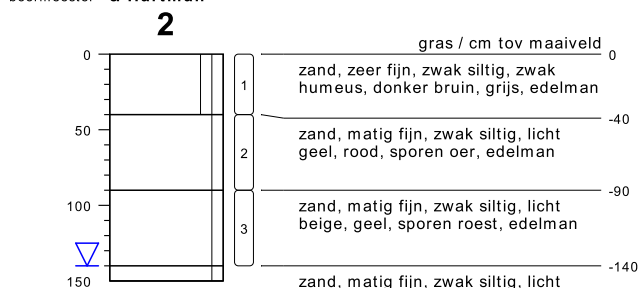 2
gras / cm tov maaiveld
0
0
zand, zeer fijn, zwak siltig, zwak
humeus, donker bruin, grijs, edelman
1
-40
50
zand, matig fijn, zwak siltig, licht
geel, rood, sporen oer, edelman
2
-90
100
zand, matig fijn, zwak siltig, licht
beige, geel, sporen roest, edelman
3
-140
150
zand, matig fijn, zwak siltig, licht